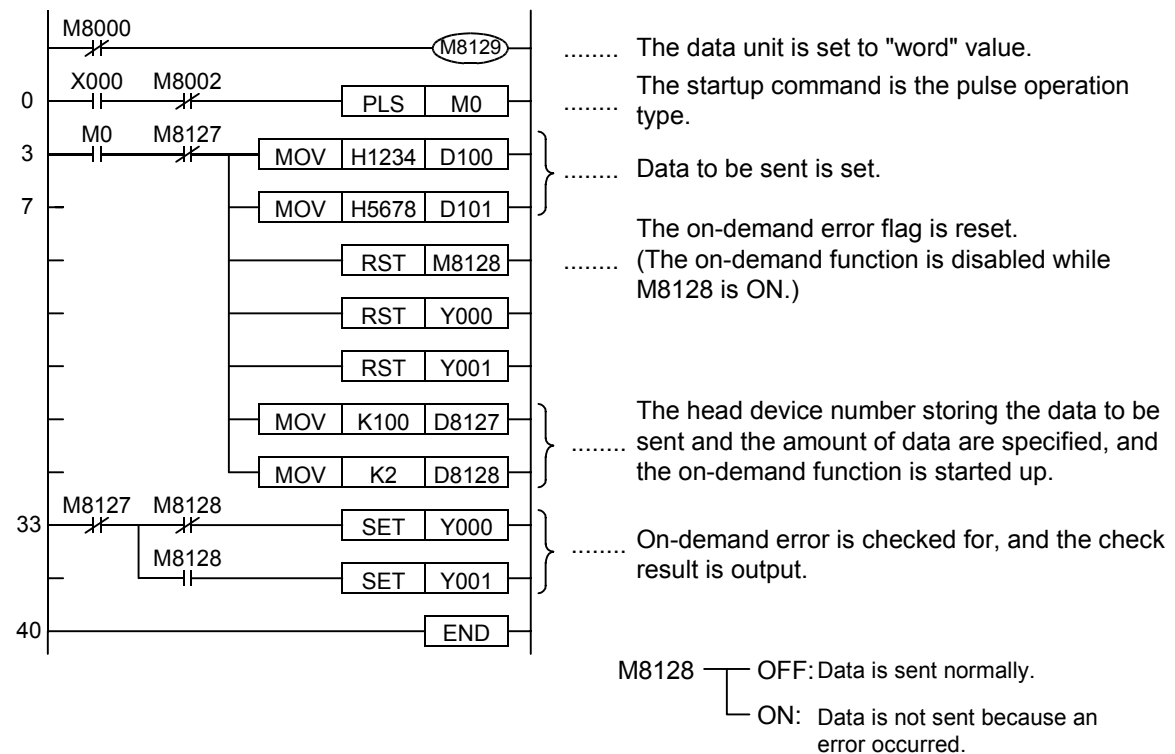 M8000
M8129
........ The data unit is set to "word" value.
X000 M8002
0 PLS M0
........ The startup command is the pulse operation
type.
M0 M8127
3 MOV H1234 D100
........ Data to be sent is set.
7 MOV H5678 D101
RST M8128
........ The on-demand error flag is reset.
(The on-demand function is disabled while
M8128 is ON.)
RST Y000
RST Y001
MOV K100 D8127
MOV K2 D8128
........ The head device number storing the data to be
sent and the amount of data are specified, and
the on-demand function is started up.
M8127 M8128
33 SET Y000
M8128
SET Y001
........ On-demand error is checked for, and the check
result is output.
40 END
M8128 OFF: Data is sent normally.
ON: Data is not sent because an
error occurred.